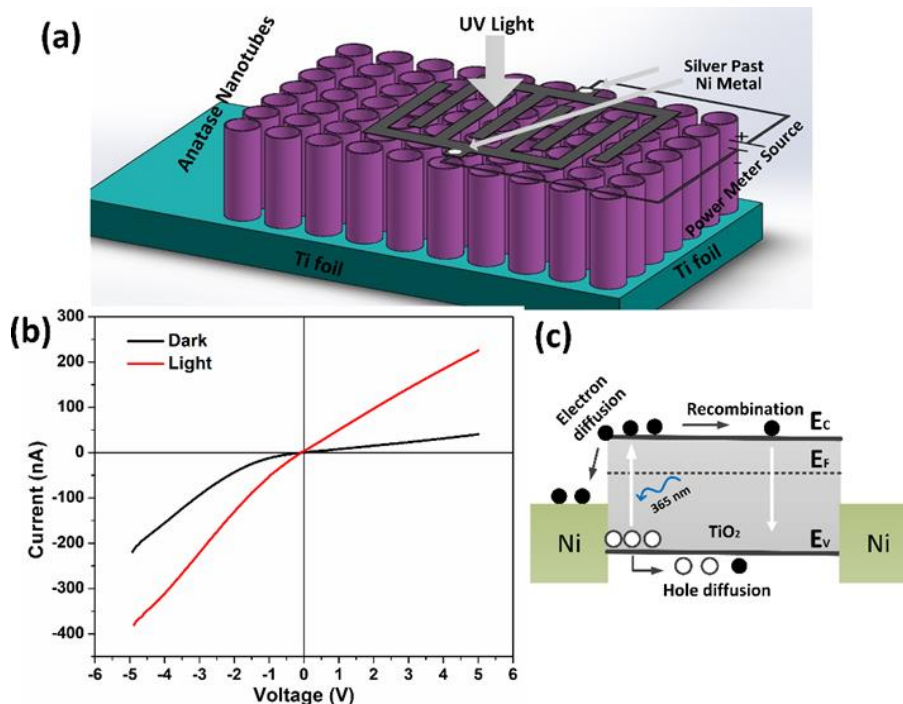 (a)
UV Light
Silver Past
Ni Metal
Anatase Nanotubes
+
-
Power Meter Source
Ti foil
Ti foil
(b)
Dark
Light
300
200
100
0
-100
-200
-300
-400
Current (nA)
-6 -5 -4 -3 -2 -1 0 1 2 3 4 5 6
Voltage (V)
(c)
Electron
diffusion
Recombination
EC
EF
365 nm
TiO2
EV
Ni
Ni
Hole diffusion